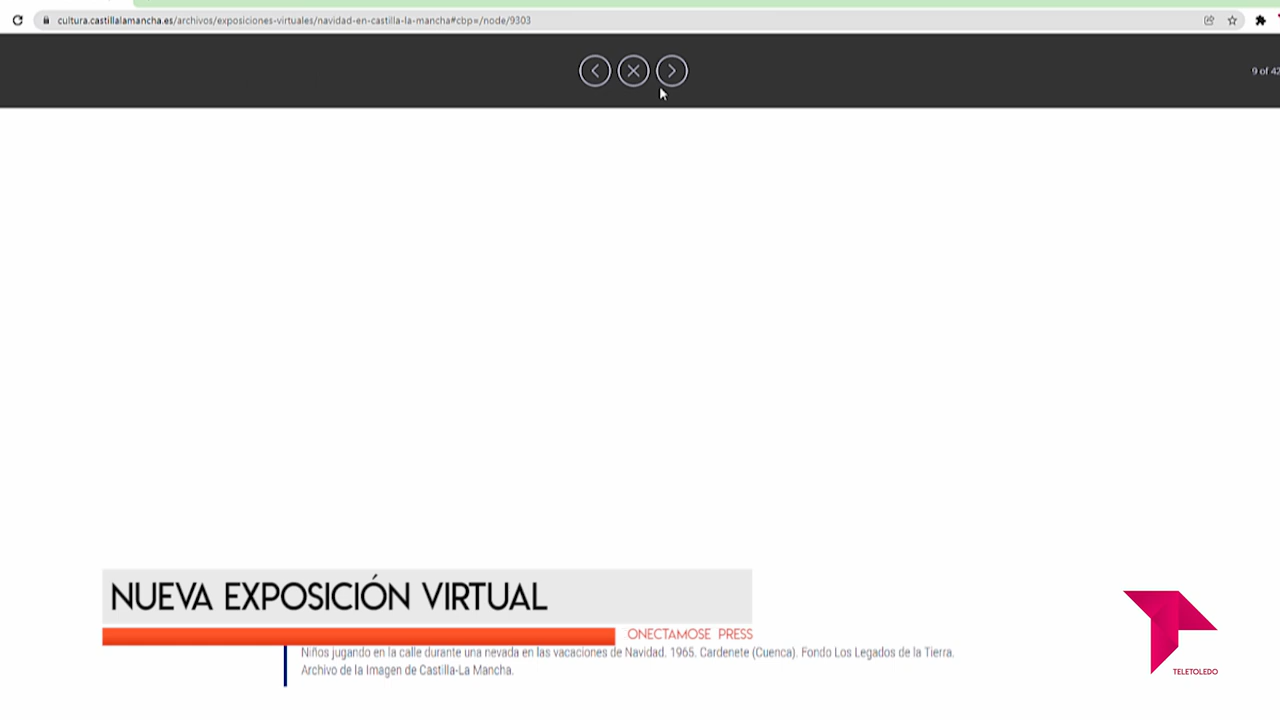 cultura.castillalamancha.es/archivos/exposiciones-virtuales/navidad-en-castilla-la-mancha#cbp=/node/9303
9 of 42
NUEVA EXPOSICIÓN VIRTUAL
ONECTAMOSE PRESS
Niños jugando en la calle durante una nevada en las vacaciones de Navidad. 1965. Cardenete (Cuenca). Fondo Los Legados de la Tierra.
Archivo de la Imagen de Castilla-La Mancha.
TELETOLEDO